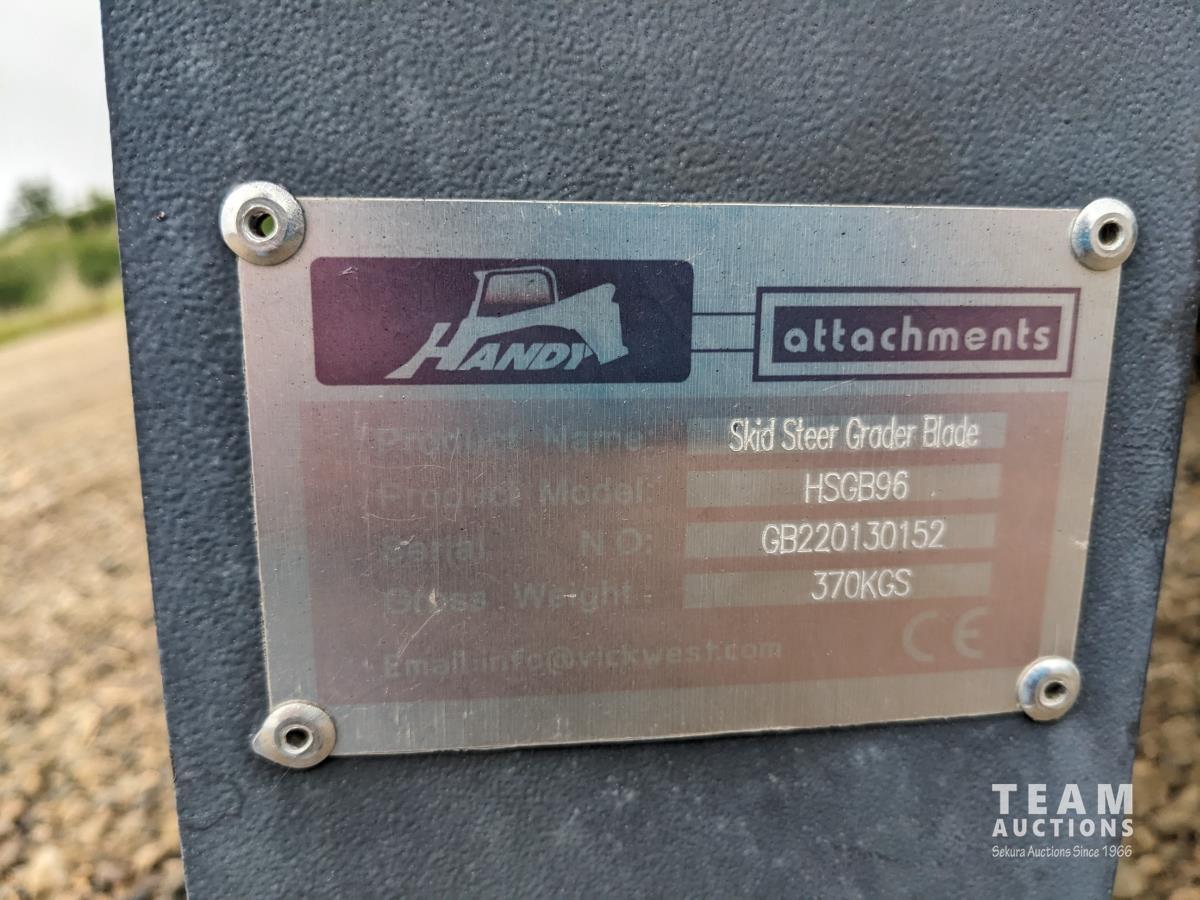 HANDY attachments
Product Name: Skid Steer Grader Blade
Product Model: HSGB96
Serial N O: GB220130152
Gross Weight: 370KGS
Email:info@vickwest.com CE
TEAM
AUCTIONS
Sekura Auctions Since 1966